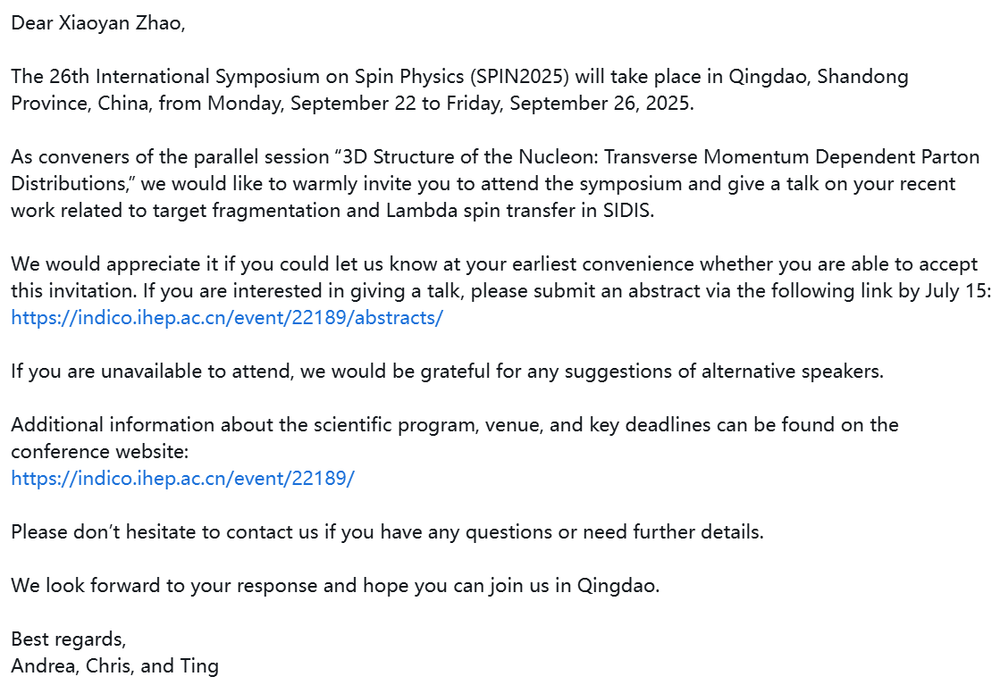 Dear Xiaoyan Zhao,
The 26th International Symposium on Spin Physics (SPIN2025) will take place in Qingdao, Shandong
Province, China, from Monday, September 22 to Friday, September 26, 2025.
As conveners of the parallel session “3D Structure of the Nucleon: Transverse Momentum Dependent Parton
Distributions,” we would like to warmly invite you to attend the symposium and give a talk on your recent
work related to target fragmentation and Lambda spin transfer in SIDIS.
We would appreciate it if you could let us know at your earliest convenience whether you are able to accept
this invitation. If you are interested in giving a talk, please submit an abstract via the following link by July 15:
https://indico.ihep.ac.cn/event/22189/abstracts/
If you are unavailable to attend, we would be grateful for any suggestions of alternative speakers.
Additional information about the scientific program, venue, and key deadlines can be found on the
conference website:
https://indico.ihep.ac.cn/event/22189/
Please don’t hesitate to contact us if you have any questions or need further details.
We look forward to your response and hope you can join us in Qingdao.
Best regards,
Andrea, Chris, and Ting